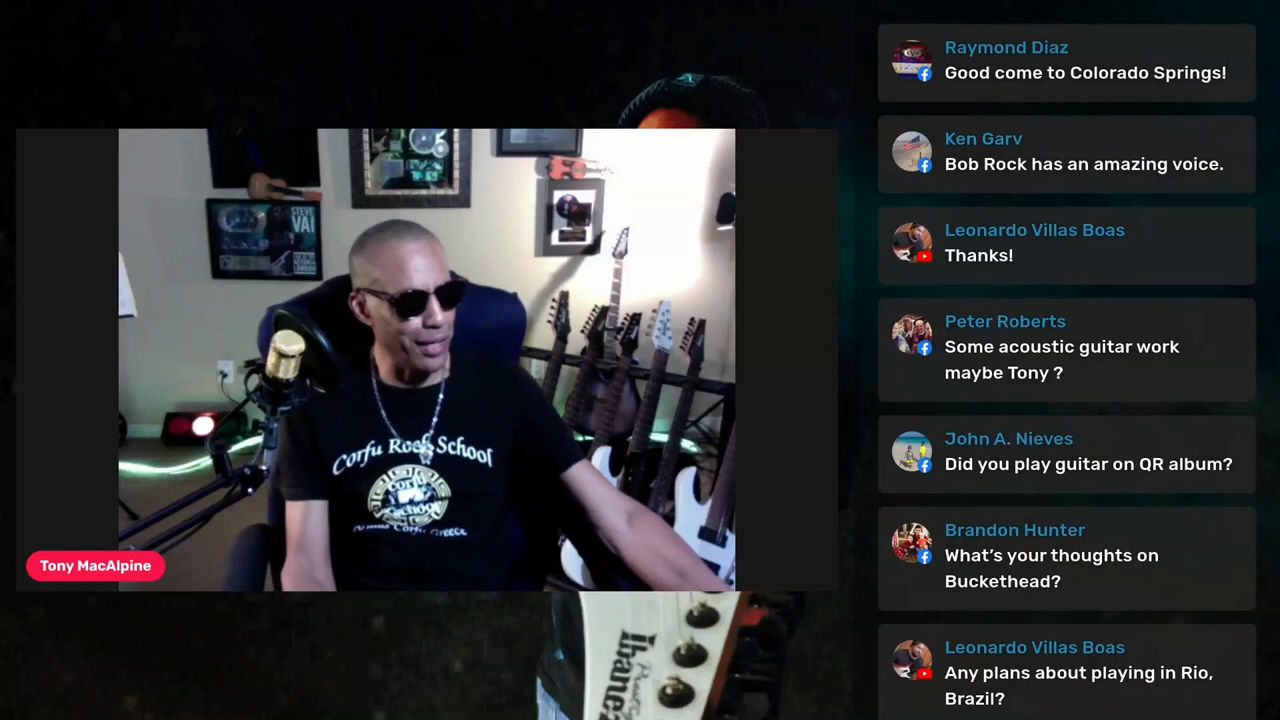 STEVE
VAI
LONDON
Corfu Rock School
Corfu
School
Corfu Greece
Tony MacAlpine
Ibanez
Raymond Diaz
Good come to Colorado Springs!
Ken Garv
Bob Rock has an amazing voice.
Leonardo Villas Boas
Thanks!
Peter Roberts
Some acoustic guitar work
maybe Tony ?
John A. Nieves
Did you play guitar on QR album?
Brandon Hunter
What’s your thoughts on
Buckethead?
Leonardo Villas Boas
Any plans about playing in Rio,
Brazil?